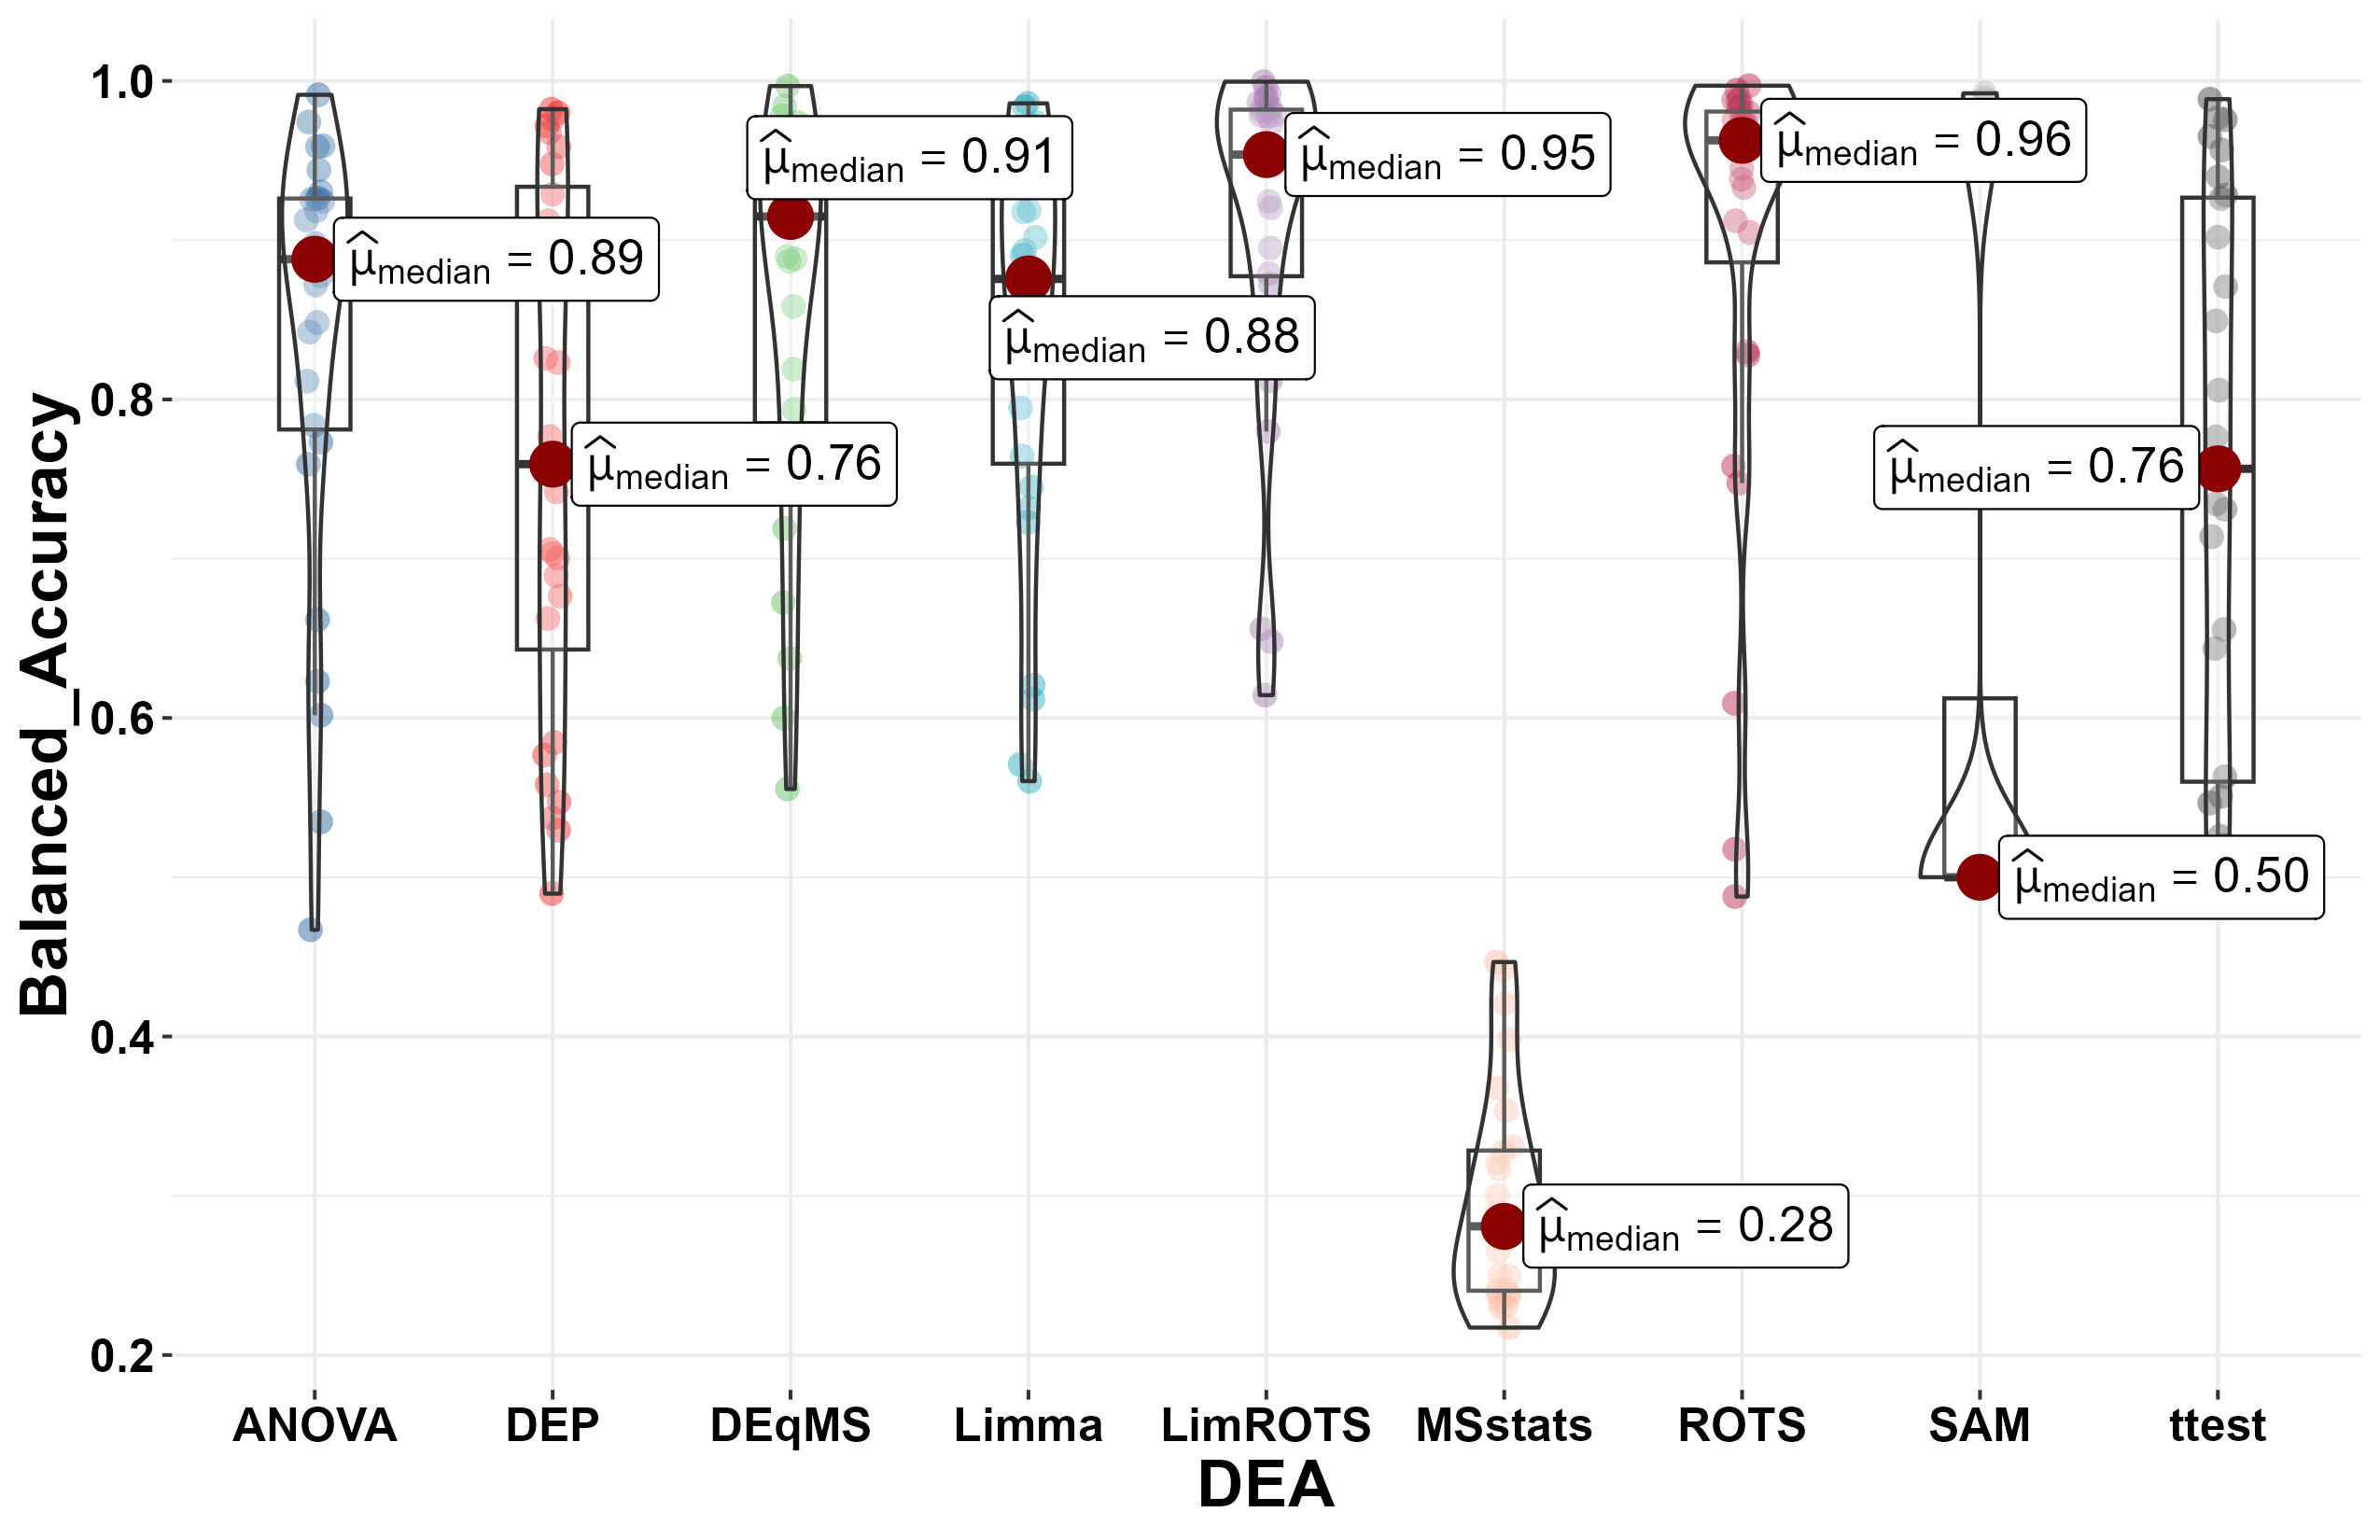 Balanced_Accuracy
1.0
0.8
0.6
0.4
0.2
μ̂median = 0.89
μ̂median = 0.76
μ̂median = 0.91
μ̂median = 0.88
μ̂median = 0.95
μ̂median = 0.28
μ̂median = 0.96
μ̂median = 0.50
μ̂median = 0.76
ANOVA DEP DEqMS Limma LimROTS MSstats ROTS SAM ttest
DEA